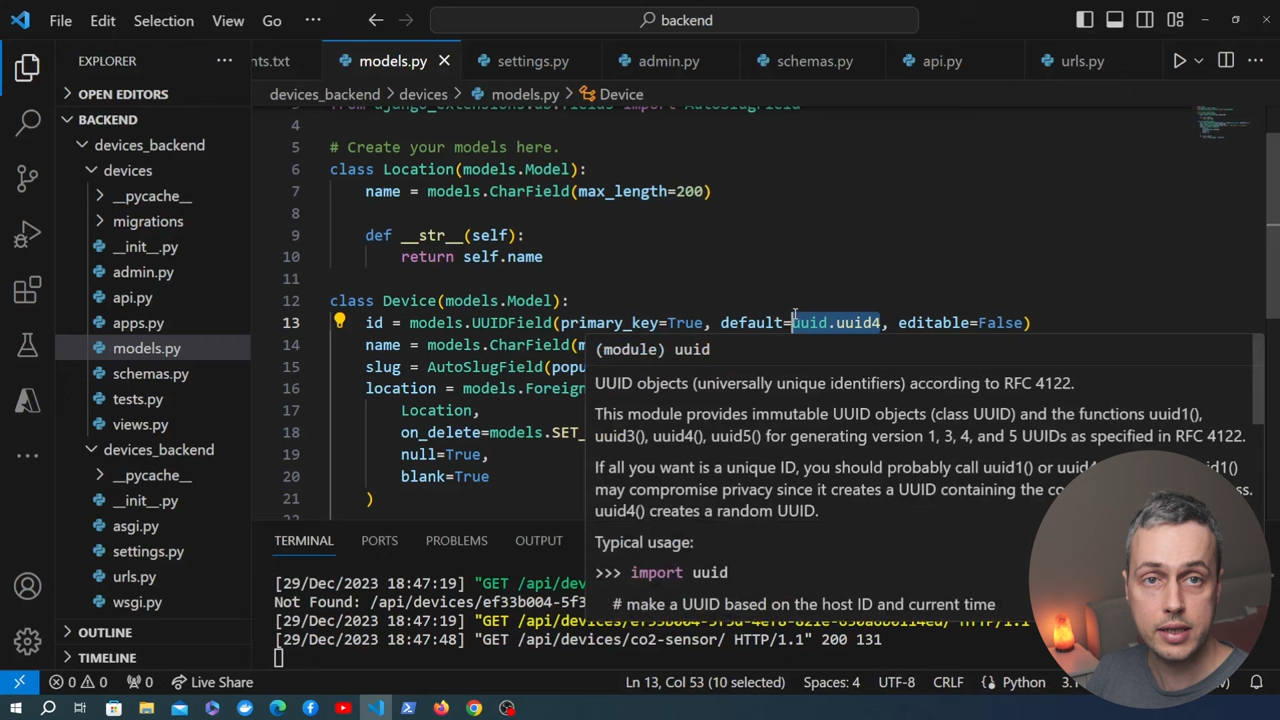 File Edit Selection View Go ··· backend
EXPLORER ···
OPEN EDITORS
BACKEND
devices_backend
devices
__pycache__
migrations
__init__.py
admin.py
api.py
apps.py
models.py
schemas.py
tests.py
views.py
devices_backend
__pycache__
__init__.py
asgi.py
settings.py
urls.py
wsgi.py
OUTLINE
TIMELINE
nts.txt models.py settings.py admin.py schemas.py api.py urls.py
devices_backend > devices > models.py > Device
from django_extensions.db.fields import AutoSlugField
4
5 # Create your models here.
6 class Location(models.Model):
7 name = models.CharField(max_length=200)
8
9 def __str__(self):
10 return self.name
11
12 class Device(models.Model):
13 id = models.UUIDField(primary_key=True, default=uuid.uuid4, editable=False)
14 name = models.CharField(m
15 slug = AutoSlugField(popu
16 location = models.Foreign
17 Location,
18 on_delete=models.SET_
19 null=True,
20 blank=True
21 )
(module) uuid
UUID objects (universally unique identifiers) according to RFC 4122.
This module provides immutable UUID objects (class UUID) and the functions uuid1(),
uuid3(), uuid4(), uuid5() for generating version 1, 3, 4, and 5 UUIDs as specified in RFC 4122.
If all you want is a unique ID, you should probably call uuid1() or uuid4
may compromise privacy since it creates a UUID containing the co
uuid4() creates a random UUID.
Typical usage:
>>> import uuid
# make a UUID based on the host ID and current time
TERMINAL PORTS PROBLEMS OUTPUT
[29/Dec/2023 18:47:19] "GET /api/dev
Not Found: /api/devices/ef33b004-5f3
[29/Dec/2023 18:47:19] "GET
[29/Dec/2023 18:47:48] "GET /api/devices/co2-sensor/ HTTP/1.1" 200 131
0 0 0 Live Share Ln 13, Col 53 (10 selected) Spaces: 4 UTF-8 CRLF Python